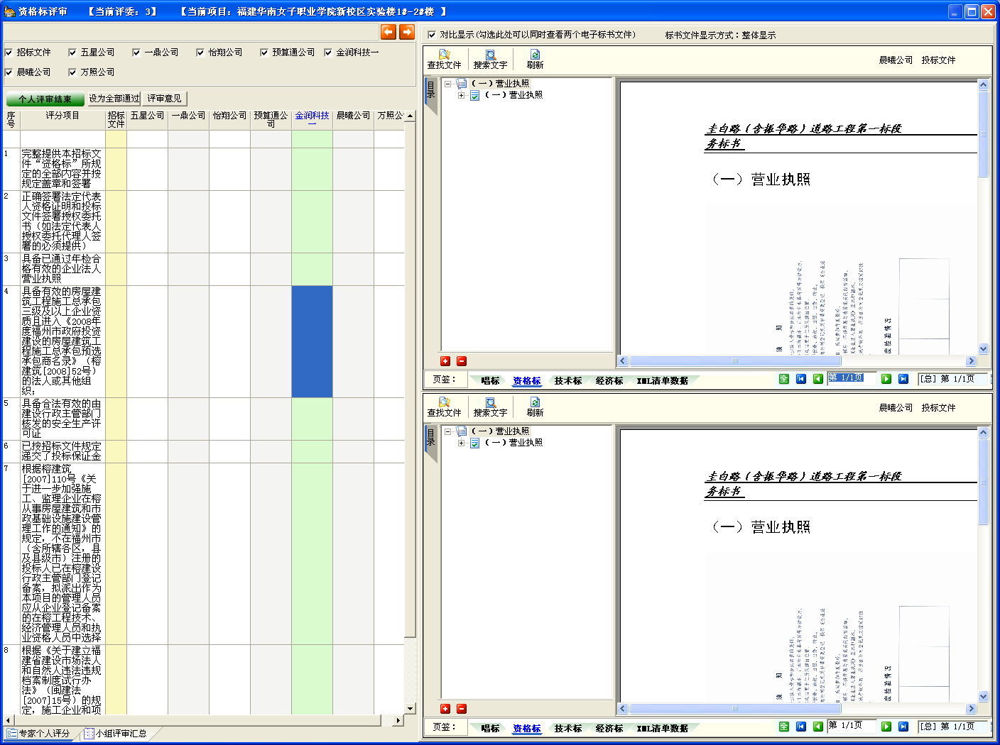 资格标评审 【当前评委：3】 【当前项目：福建华南女子职业学院新校区实验楼1#-2#楼 】
招标文件 五星公司 一鼎公司 怡翔公司 预算通公司 金润科技一
晨曦公司 万照公司
个人评审结束 设为全部通过 评审意见
序号 评分项目 招标文件 五星公司 一鼎公司 怡翔公司 预算通公司 金润科技一 晨曦公司 万照公
1 完整提供本招标文
件“资格标”所规
定的全部内容并按
规定盖章和签署
2 正确签署法定代表
人资格证明和投标
文件签署授权委托
书（如法定代表人
授权委托代理人签
署的必须提供）
3 具备已通过年检合
格有效的企业法人
营业执照
4 具备有效的房屋建
筑工程施工总承包
三级及以上企业资
质且进入《2008年
度福州市政府投资
建设的房屋建筑工
程施工总承包预选
承包商名录》（榕
建筑[2008]52号）
的法人或其他组
织；
5 具备合法有效的由
建设行政主管部门
核发的安全生产许
可证
6 已按招标文件规定
递交了投标保证金
7 根据榕建筑
[2007]110号《关
于进一步加强施
工、监理企业在榕
从事房屋建筑和市
政基础设施建设管
理工作的通知》的
规定，不在福州市
（含所辖各区，县
及县级市）注册的
投标人已在榕建设
行政主管部门登记
备案，拟派出作为
本项目的管理人员
应从企业登记备案
的在榕工程技术、
经济管理人员和执
业资格人员中选择
8 根据《关于建立福
建省建设市场法人
和自然人违法违规
档案制度试行办
法》（闽建法
[2007]15号）的规
定，施工企业和项
专家个人评分 小组评审汇总
对比显示(勾选此处可以同时查看两个电子标书文件) 标书文件显示方式：整体显示
查找文件 搜索文字 刷新 晨曦公司 投标文件
目录
（一）营业执照
（一）营业执照
圭白路（含振华路）道路工程第一标段
务标书
（一）营业执照
须 知
度检验情况
页签： 唱标 资格标 技术标 经济标 XML清单数据 全 第 1/1页 [总] 第 1/1页
查找文件 搜索文字 刷新 晨曦公司 投标文件
目录
（一）营业执照
（一）营业执照
圭白路（含振华路）道路工程第一标段
务标书
（一）营业执照
须 知
度检验情况
页签： 唱标 资格标 技术标 经济标 XML清单数据 全 第 1/1页 [总] 第 1/1页